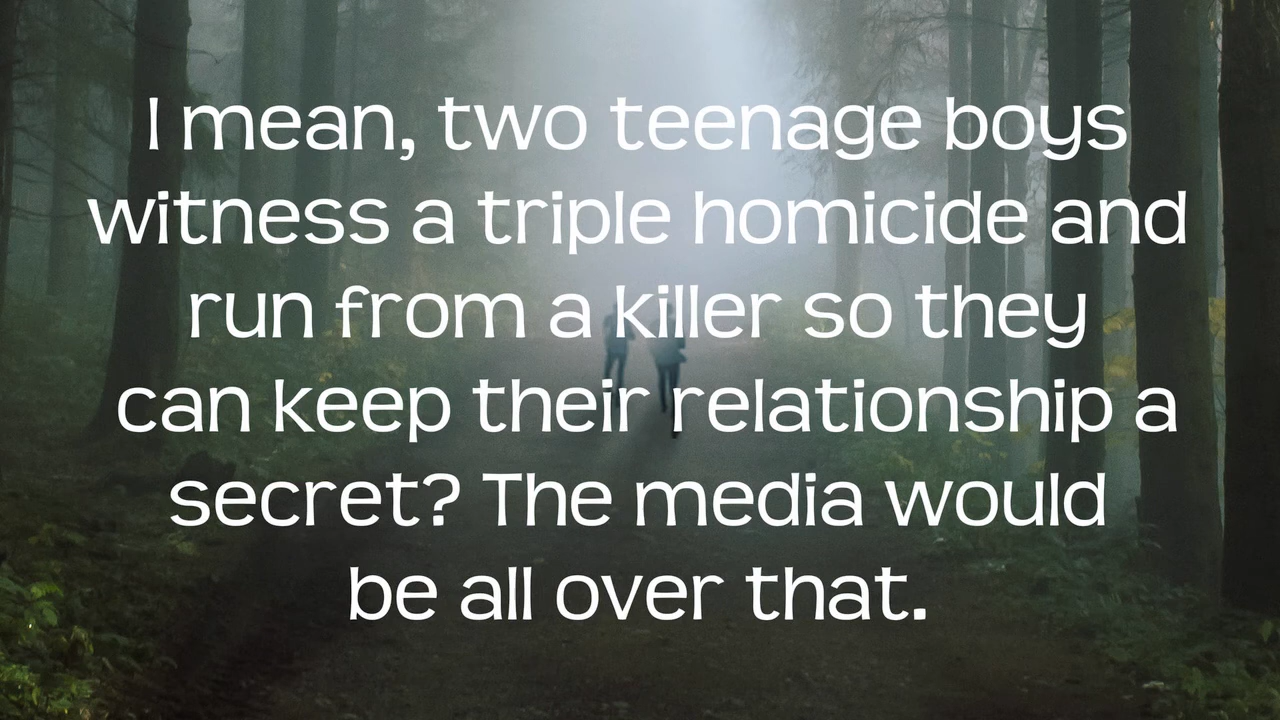 I mean, two teenage boys
witness a triple homicide and
run from a killer so they
can keep their relationship a
secret? The media would
be all over that.